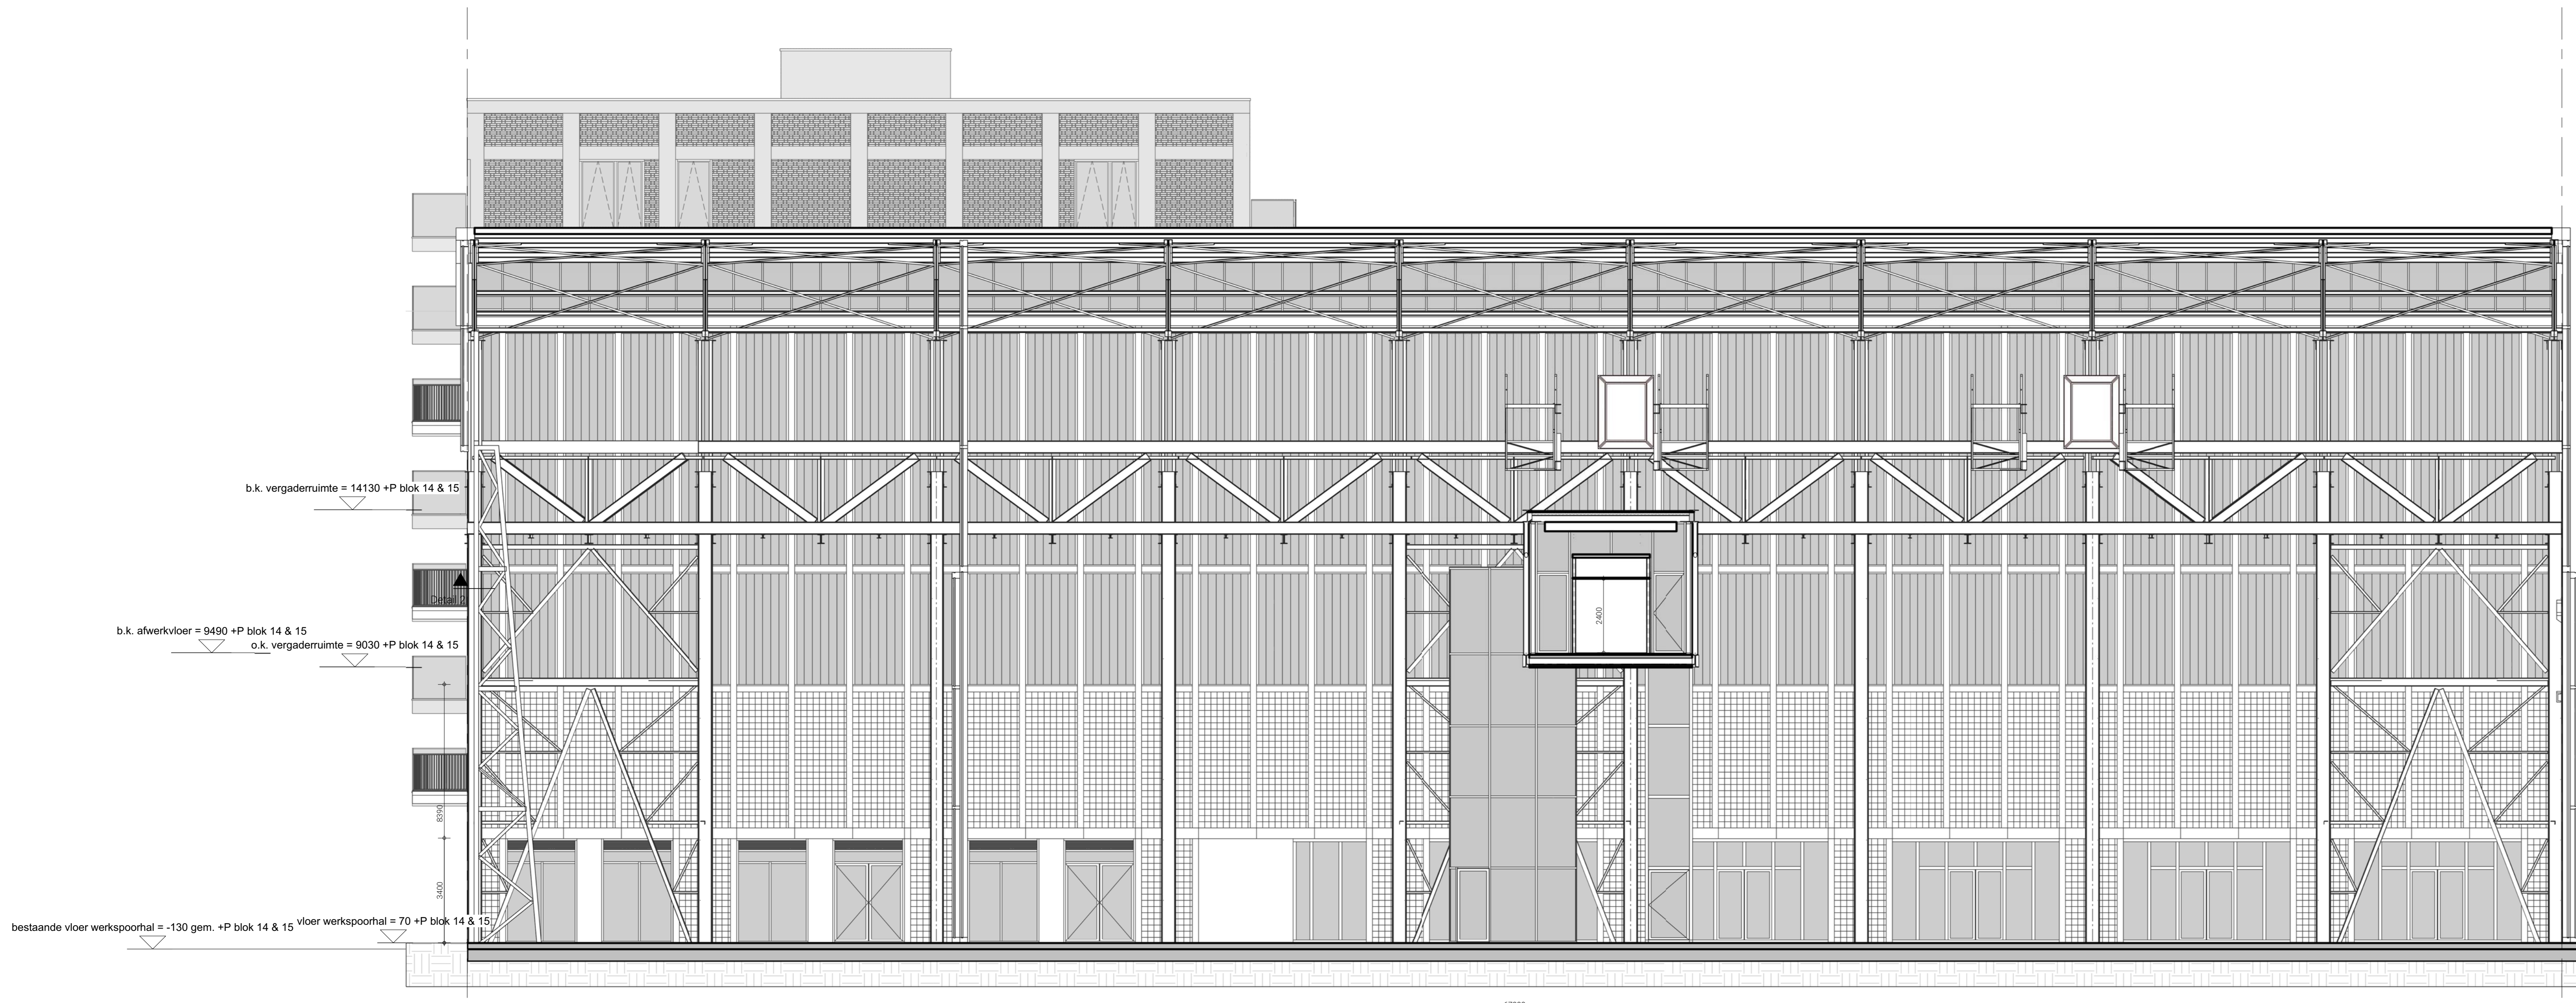 b.k. vergaderruimte = 14130 +P blok 14 & 15
Detail 2
2400
b.k. afwerkvloer = 9490 +P blok 14 & 15
o.k. vergaderruimte = 9030 +P blok 14 & 15
8390
3400
vloer werkspoorhal = 70 +P blok 14 & 15
bestaande vloer werkspoorhal = -130 gem. +P blok 14 & 15